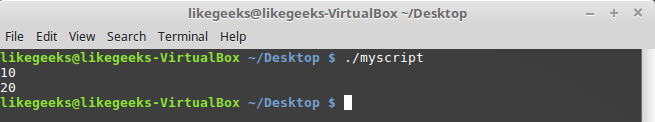 likegeeks@likegeeks-VirtualBox ~/Desktop
File Edit View Search Terminal Help
likegeeks@likegeeks-VirtualBox ~/Desktop $ ./myscript
10
20
likegeeks@likegeeks-VirtualBox ~/Desktop $